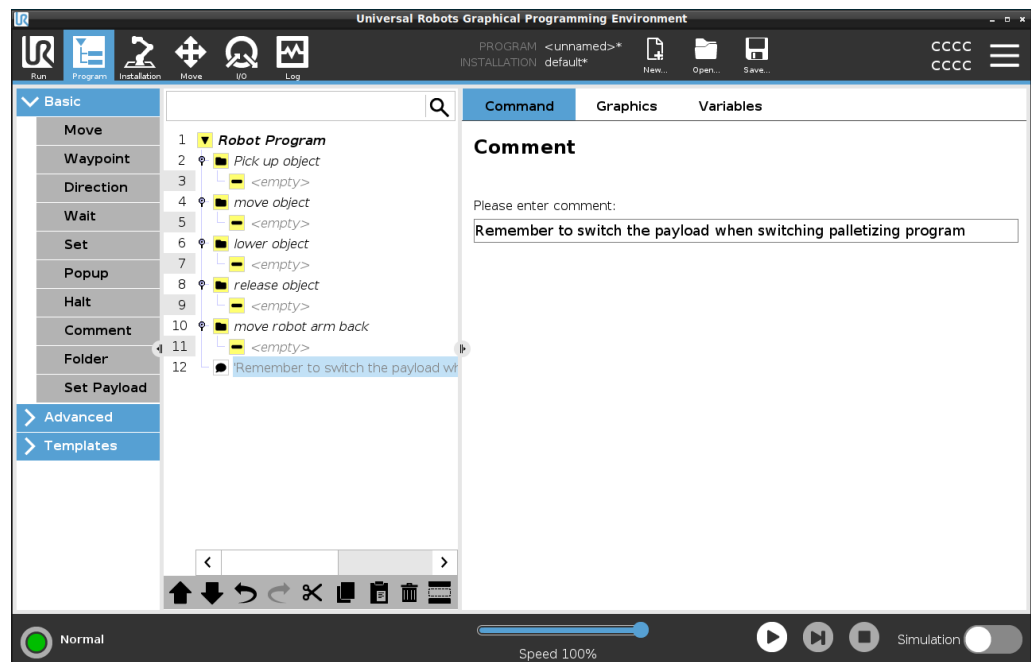 Universal Robots Graphical Programming Environment
UR
Run
Program
Installation
Move
I/O
Log
PROGRAM <unnamed>*
INSTALLATION default*
New...
Open...
Save...
CCCC
CCCC
Basic
Move
Waypoint
Direction
Wait
Set
Popup
Halt
Comment
Folder
Set Payload
Advanced
Templates
1 Robot Program
2 Pick up object
3 <empty>
4 move object
5 <empty>
6 lower object
7 <empty>
8 release object
9 <empty>
10 move robot arm back
11 <empty>
12 'Remember to switch the payload wh
Command Graphics Variables
Comment
Please enter comment:
Remember to switch the payload when switching palletizing program
Normal
Speed 100%
Simulation